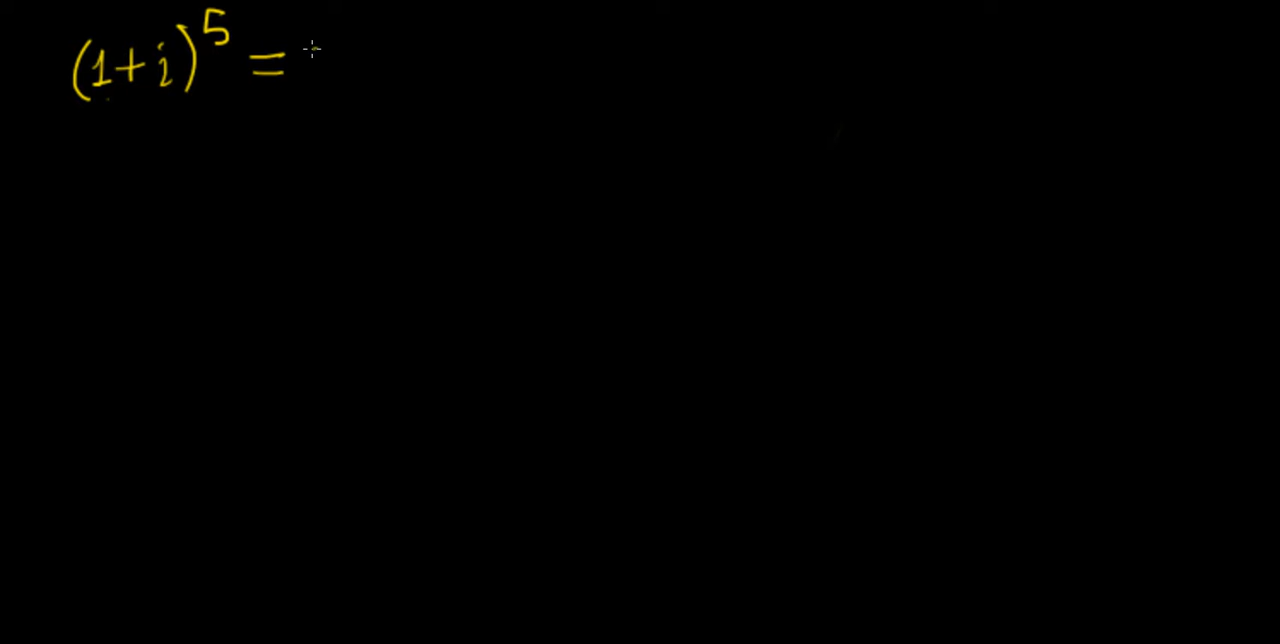 (1+i)^5 =